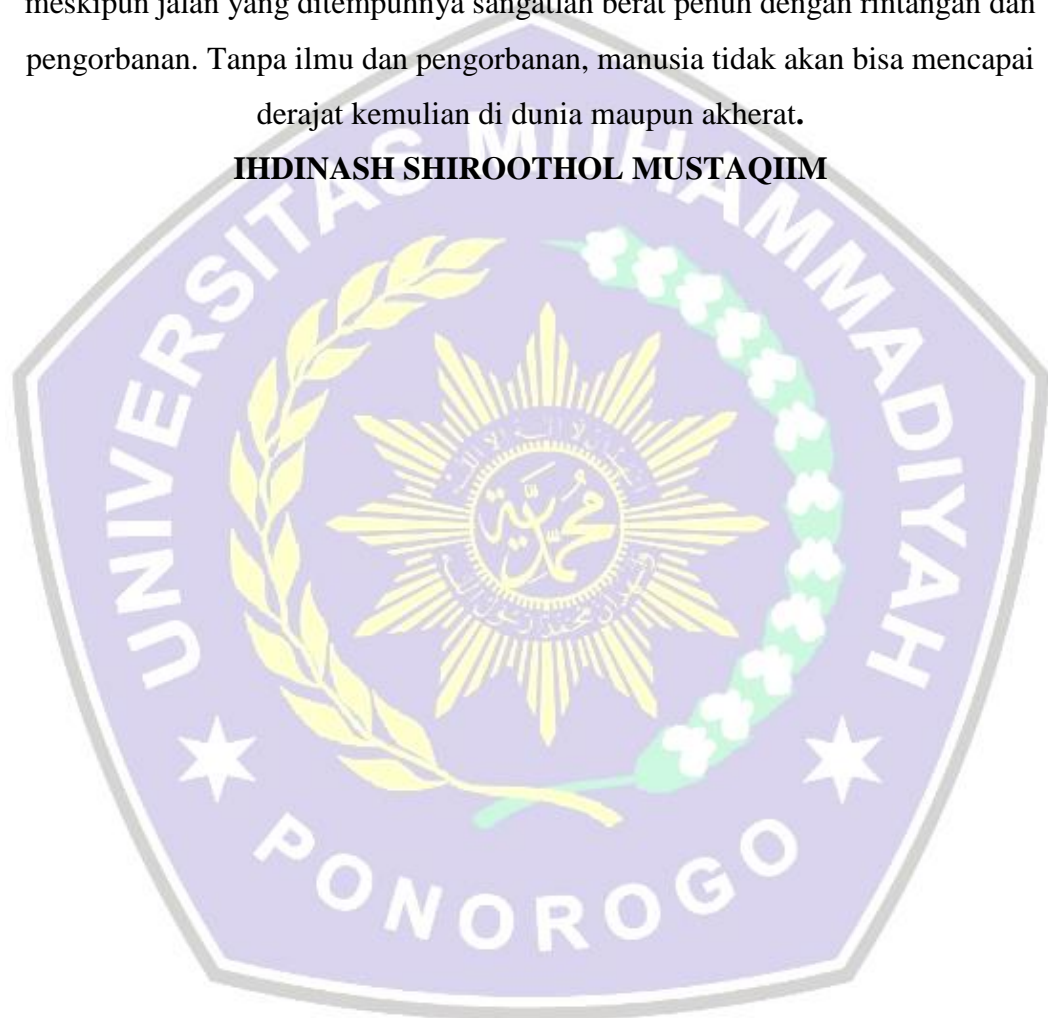 meskipun jalan yang ditempuhnya sangatlah berat penuh dengan rintangan dan
pengorbanan. Tanpa ilmu dan pengorbanan, manusia tidak akan bisa mencapai
derajat kemulian di dunia maupun akherat.
IHDINASH SHIROOTHOL MUSTAQIIM
UNIVERSITAS MUHAMMADIYAH
محمدية
PONOROGO